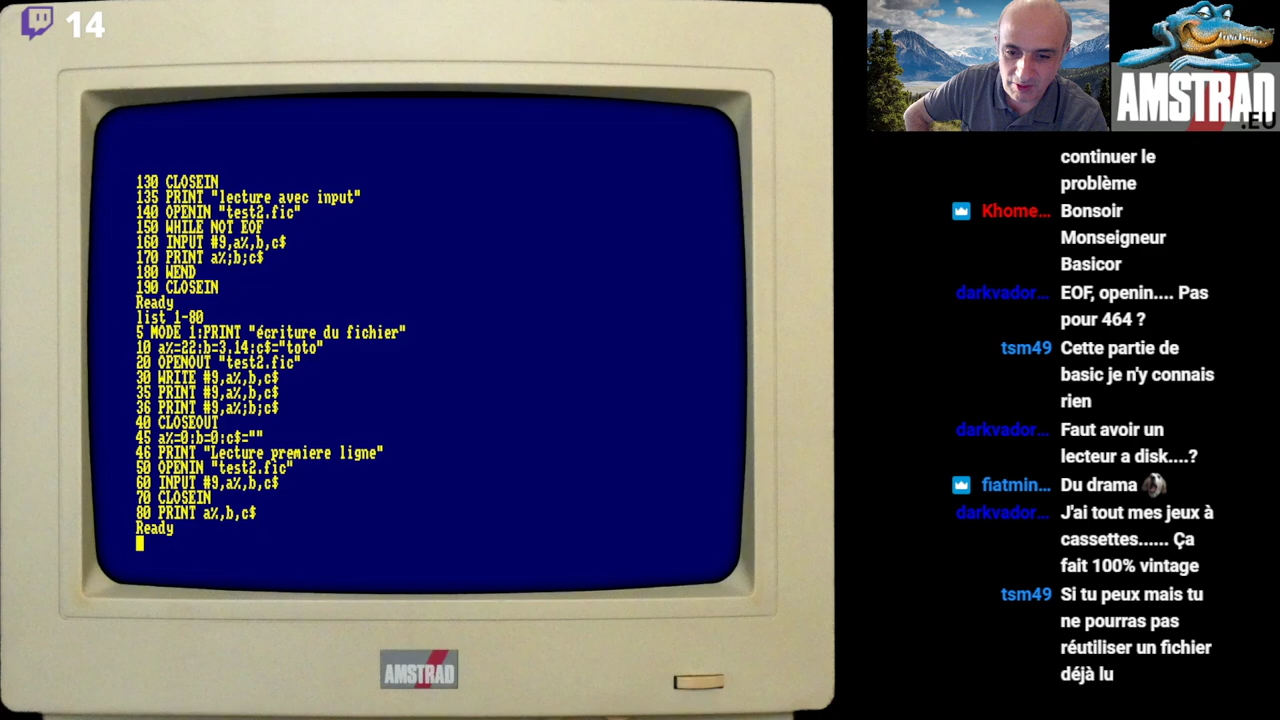 14
130 CLOSEIN
135 PRINT "lecture avec input"
140 OPENIN "test2.fic"
150 WHILE NOT EOF
160 INPUT #9,a%,b,c$
170 PRINT a%;b;c$
180 WEND
190 CLOSEIN
Ready
list 1-80
5 MODE 1:PRINT "écriture du fichier"
10 a%=22:b=3.14:c$="toto"
20 OPENOUT "test2.fic"
30 WRITE #9,a%,b,c$
35 PRINT #9,a%,b,c$
36 PRINT #9,a%;b;c$
40 CLOSEOUT
45 a%=0:b=0:c$=""
46 PRINT "Lecture premiere ligne"
50 OPENIN "test2.fic"
60 INPUT #9,a%,b,c$
70 CLOSEIN
80 PRINT a%,b,c$
Ready
AMSTRAD
AMSTRAD
.EU
continuer le
problème
Khome... Bonsoir
Monseigneur
Basicor
darkvador... EOF, openin.... Pas
pour 464 ?
tsm49 Cette partie de
basic je n'y connais
rien
darkvador... Faut avoir un
lecteur a disk....?
fiatmin... Du drama
darkvador... J'ai tout mes jeux à
cassettes...... Ça
fait 100% vintage
tsm49 Si tu peux mais tu
ne pourras pas
réutiliser un fichier
déjà lu